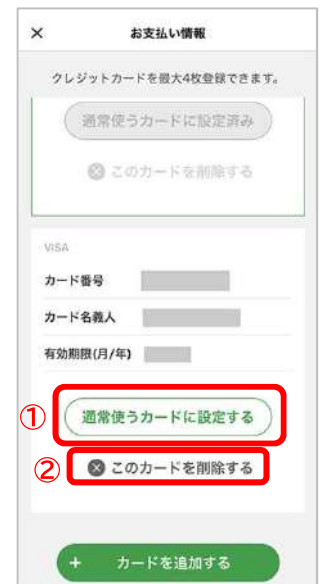 × お支払い情報
クレジットカードを最大4枚登録できます。
通常使うカードに設定済み
このカードを削除する
VISA
カード番号
カード名義人
有効期限(月/年)
① 通常使うカードに設定する
② このカードを削除する
+ カードを追加する